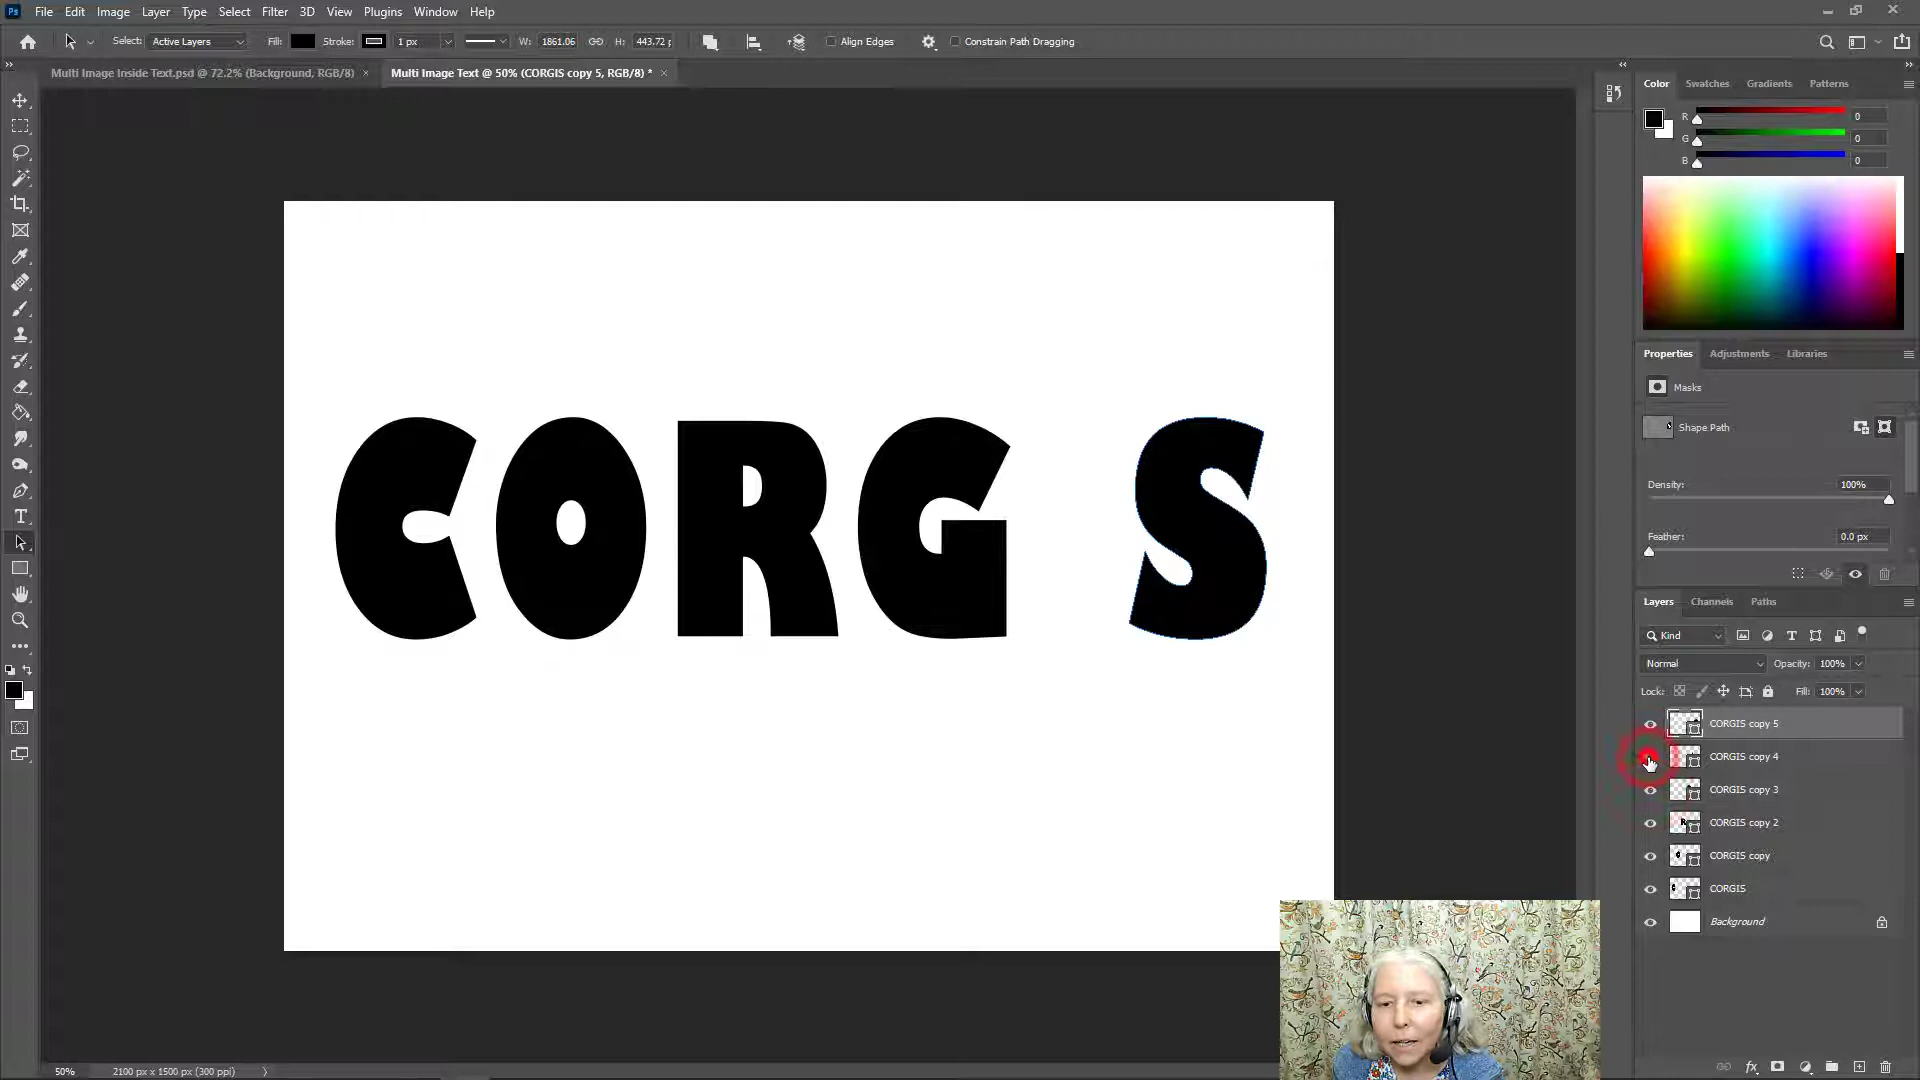 Ps File Edit Image Layer Type Select Filter 3D View Plugins Window Help
Select: Active Layers Fill: Stroke: 1 px W: 1861.06 H: 443.72 Align Edges Constrain Path Dragging
Multi Image Inside Text.psd @ 72.2% (Background, RGB/8) × Multi Image Text @ 50% (CORGIS copy 5, RGB/8) * ×
Color Swatches Gradients Patterns
R 0
G 0
B 0
CORG S
Properties Adjustments Libraries
Masks
Shape Path
Density: 100%
Feather: 0.0 px
Layers Channels Paths
Kind
Normal Opacity: 100%
Lock: Fill: 100%
CORGIS copy 5
CORGIS copy 4
CORGIS copy 3
CORGIS copy 2
CORGIS copy
CORGIS
Background
50% 2100 px x 1500 px (300 ppi)